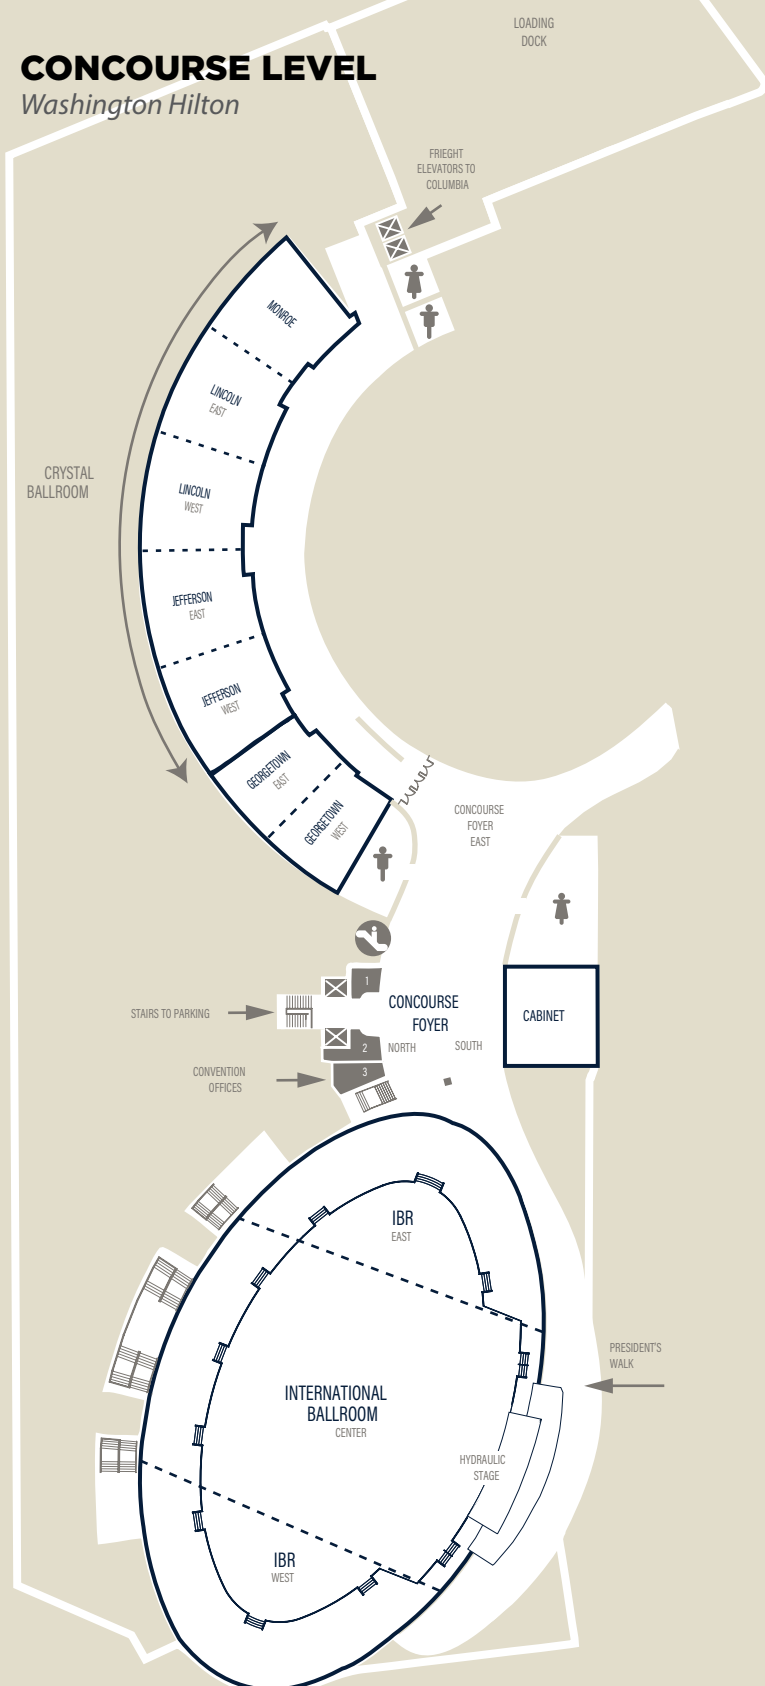 LOADING
DOCK
CONCOURSE LEVEL
Washington Hilton
FRIEGHT
ELEVATORS TO
COLUMBIA
MONROE
LINCOLN
EAST
CRYSTAL
BALLROOM
LINCOLN
WEST
JEFFERSON
EAST
JEFFERSON
WEST
GEORGETOWN
EAST
GEORGETOWN
WEST
CONCOURSE
FOYER
EAST
1
CONCOURSE
FOYER
NORTH
SOUTH
CABINET
STAIRS TO PARKING
2
CONVENTION
OFFICES
3
IBR
EAST
PRESIDENT'S
WALK
INTERNATIONAL
BALLROOM
CENTER
HYDRAULIC
STAGE
IBR
WEST